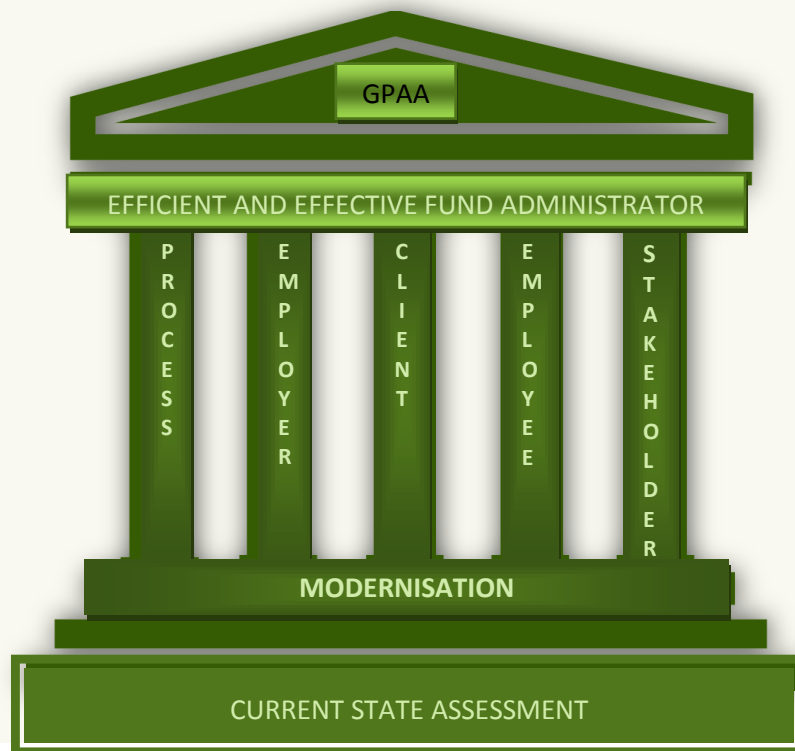 GPAA
EFFICIENT AND EFFECTIVE FUND ADMINISTRATOR
PROCESS
EMPLOYER
CLIENT
EMPLOYEE
STAKEHOLDER
MODERNISATION
CURRENT STATE ASSESSMENT